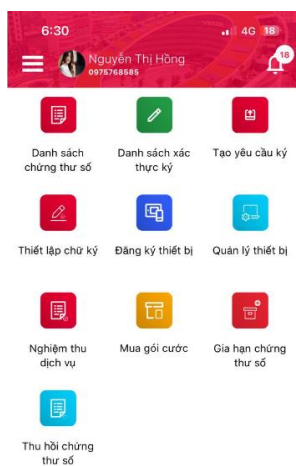 6:30 4G 18
Nguyễn Thị Hồng 18
0975768585
Danh sách Danh sách xác Tạo yêu cầu ký
chứng thư số thực ký
Thiết lập chữ ký Đăng ký thiết bị Quản lý thiết bị
Nghiệm thu Mua gói cước Gia hạn chứng
dịch vụ thư số
Thu hồi chứng
thư số